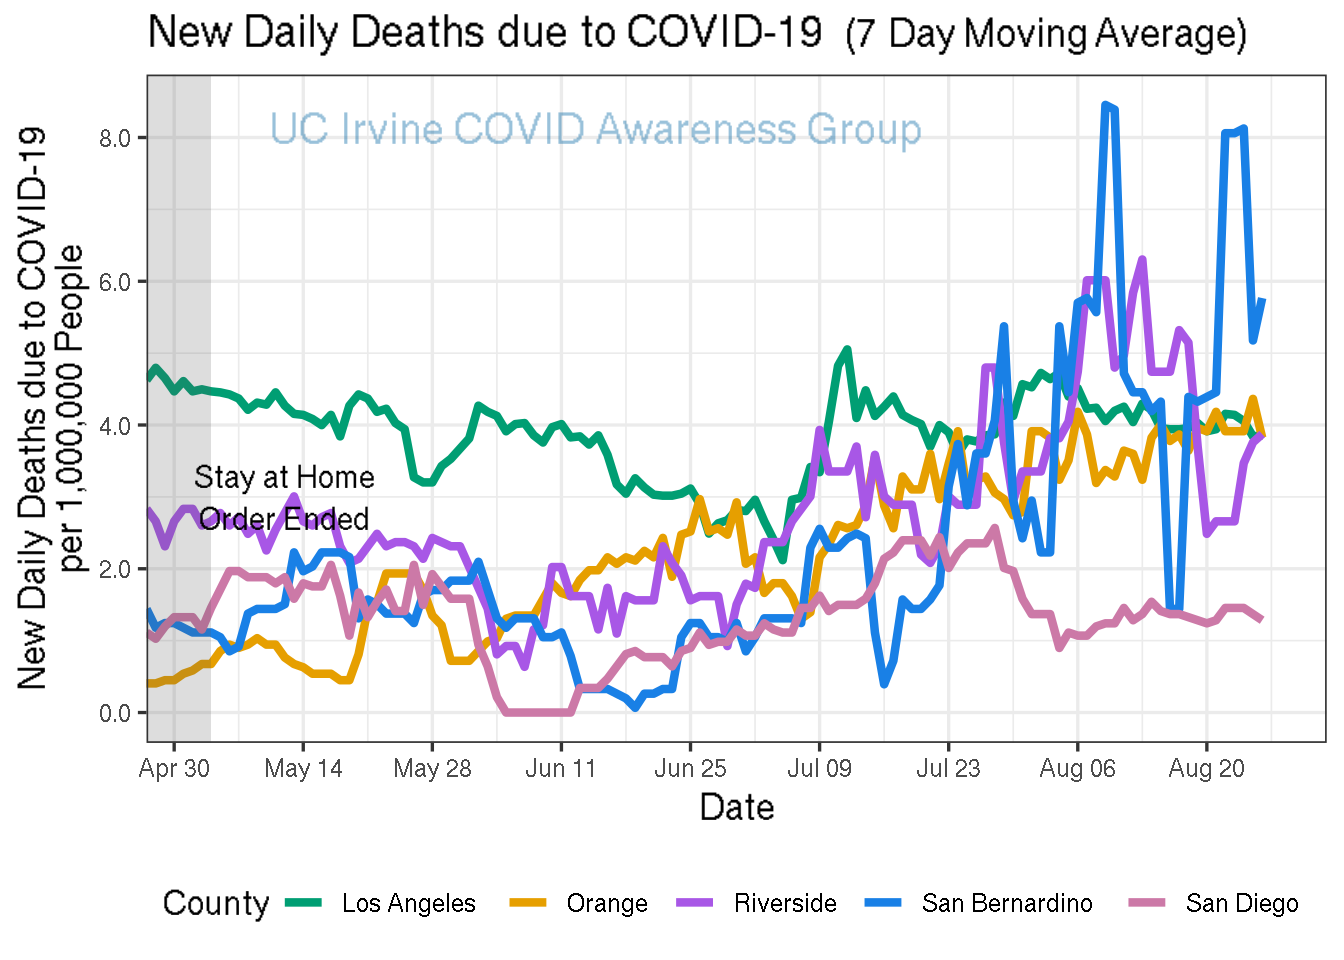 New Daily Deaths due to COVID-19 (7 Day Moving Average)
UC Irvine COVID Awareness Group
New Daily Deaths due to COVID-19
per 1,000,000 People
8.0
6.0
4.0
2.0
0.0
Stay at Home
Order Ended
Apr 30 May 14 May 28 Jun 11 Jun 25 Jul 09 Jul 23 Aug 06 Aug 20
Date
County Los Angeles Orange Riverside San Bernardino San Diego